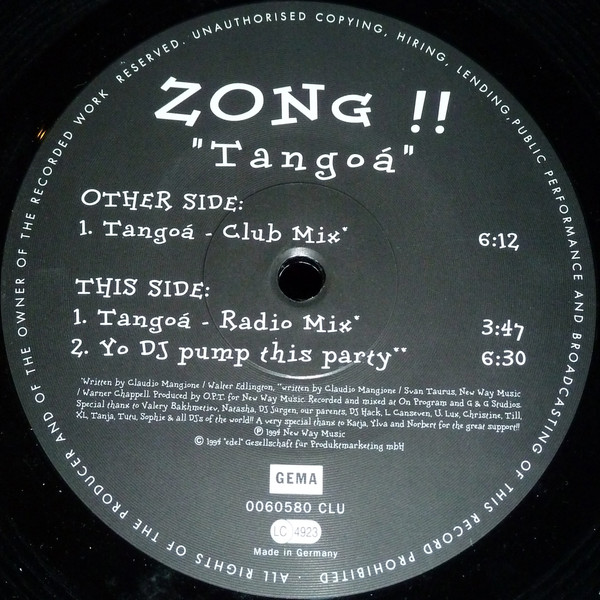 ALL RIGHTS OF THE PRODUCER AND OF THE OWNER OF THE RECORDED WORK RESERVED. UNAUTHORISED COPYING, HIRING, LENDING, PUBLIC PERFORMANCE AND BROADCASTING OF THIS RECORD PROHIBITED ·
ZONG !!
"Tangoá"
OTHER SIDE:
1. Tangoá - Club Mix* 6:12
THIS SIDE:
1. Tangoá - Radio Mix* 3:47
2. Yo DJ pump this party** 6:30
*Written by Claudio Mangione / Walter Edlington, **written by Claudio Mangione / Svan Taurus, New Way Music
/ Warner Chappell. Produced by O.P.T. for New Way Music. Recorded and mixed at On Program and G & G Studios.
Special thanks to Valery Bakhmetiev, Natasha, DJ Jürgen, our parents, DJ Hack, L. Canseven, U. Lux, Christine, Till,
XL, Tanja, Turu, Sophie & all DJ's of the world!! A very special thanx to Katja, Ylva and Norbert for the great support!!
℗ 1994 New Way Music
© 1994 "edel" Gesellschaft für Produktmarketing mbH
GEMA
0060580 CLU
LC 4923
Made in Germany